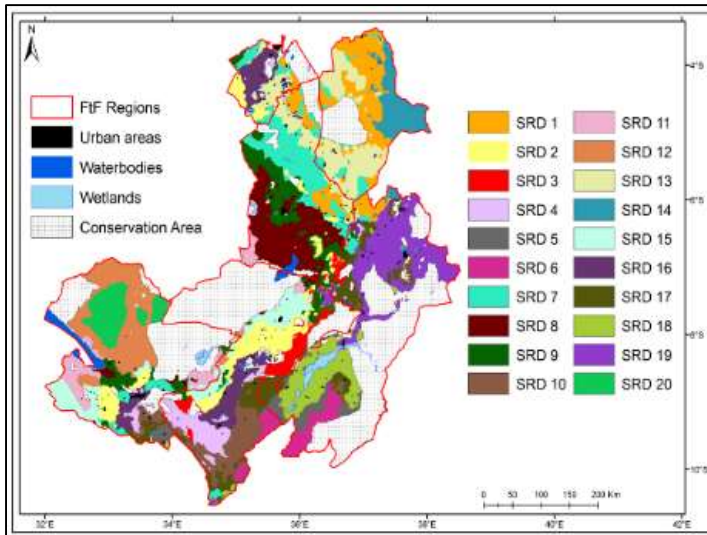 N
FtF Regions
Urban areas
Waterbodies
Wetlands
Conservation Area
SRD 1
SRD 2
SRD 3
SRD 4
SRD 5
SRD 6
SRD 7
SRD 8
SRD 9
SRD 10
SRD 11
SRD 12
SRD 13
SRD 14
SRD 15
SRD 16
SRD 17
SRD 18
SRD 19
SRD 20
4°S
6°S
8°S
10°S
0 50 100 200 Km
32°E 34°E 36°E 38°E 40°E 42°E